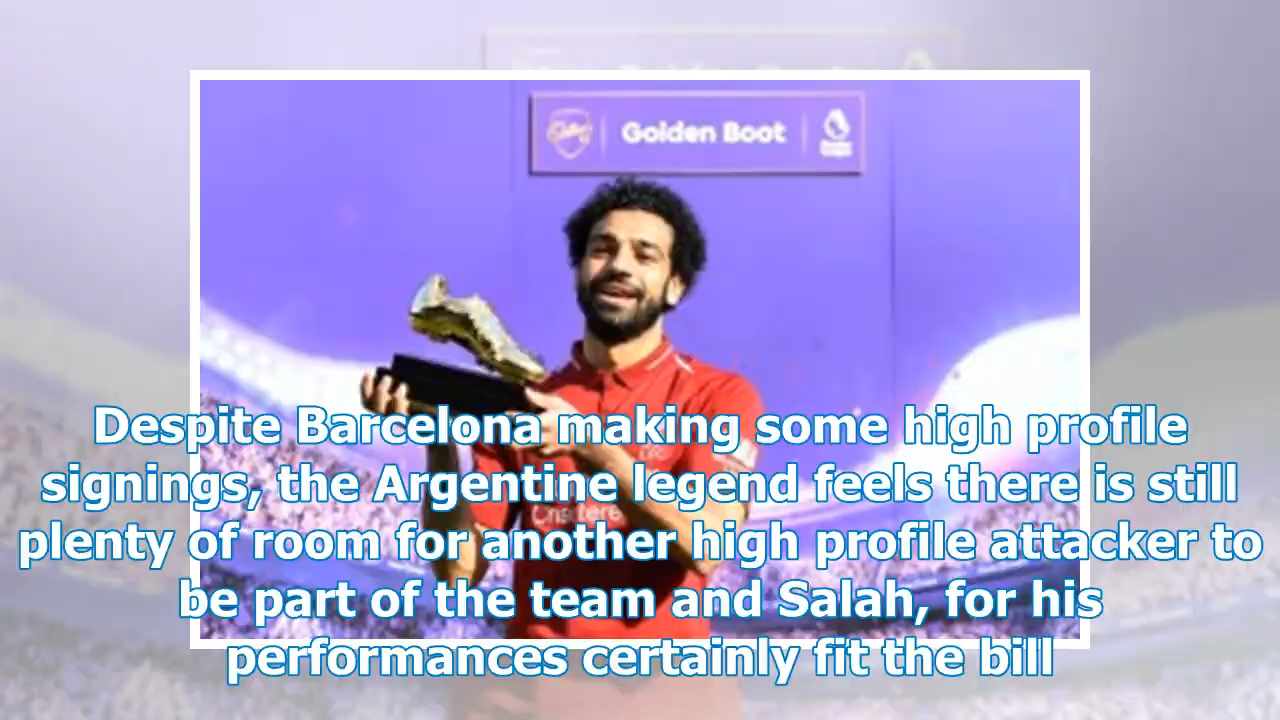 Golden Boot
Despite Barcelona making some high profile
signings, the Argentine legend feels there is still
plenty of room for another high profile attacker to
be part of the team and Salah, for his
performances certainly fit the bill